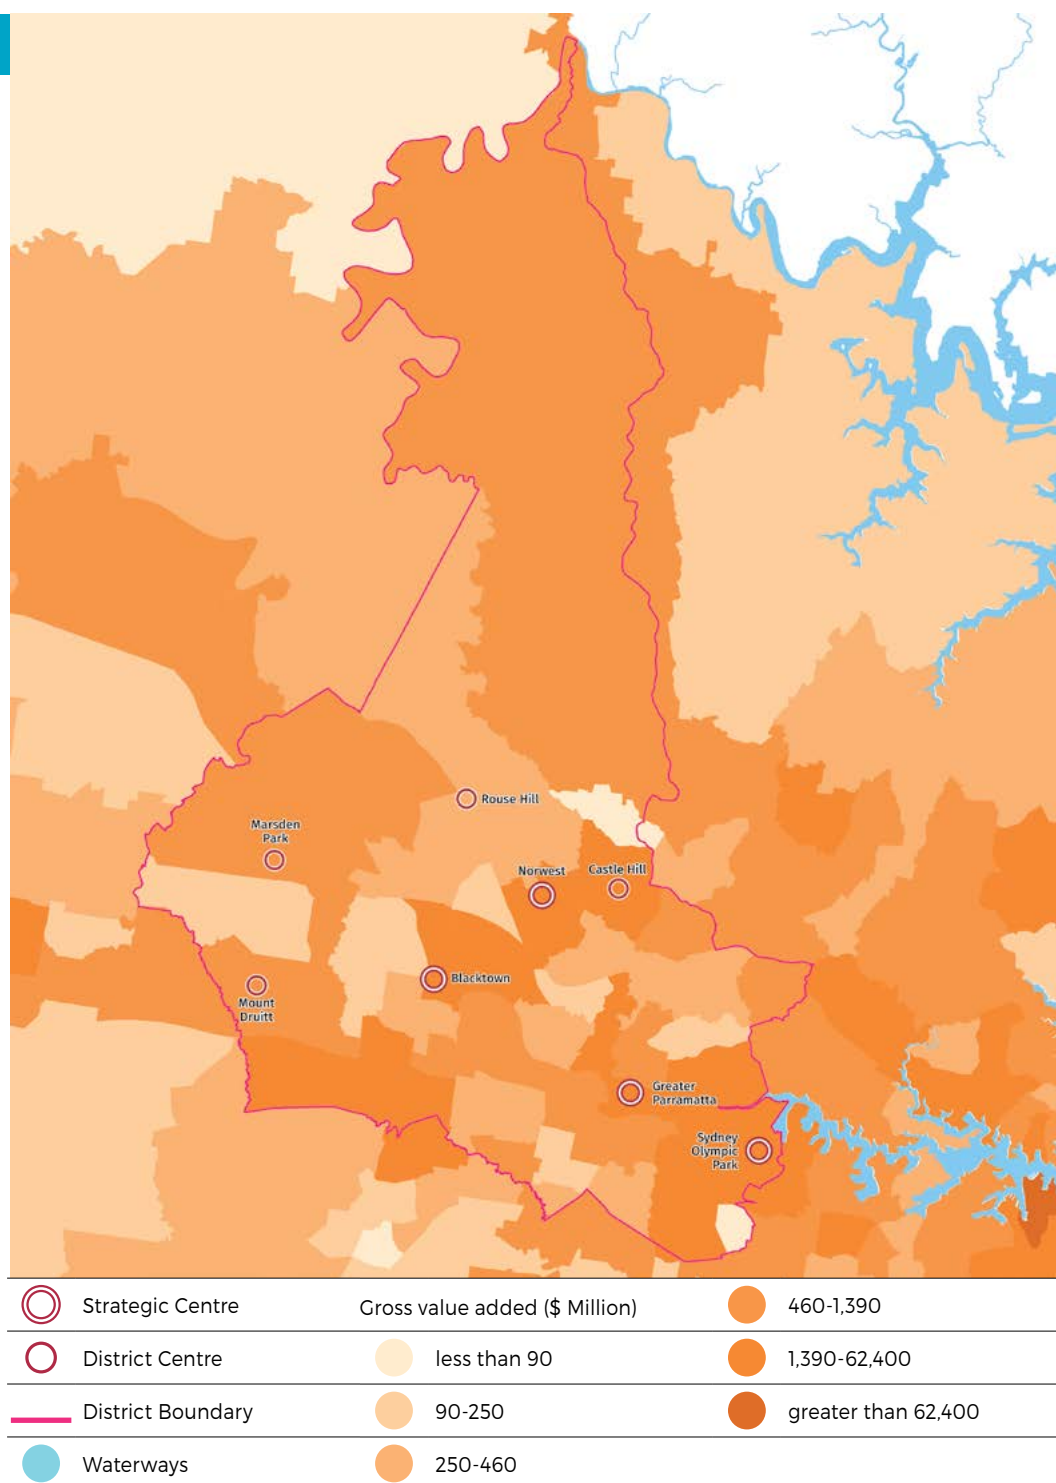 Rouse Hill
Marsden
Park
Norwest
Castle Hill
Blacktown
Mount
Druitt
Greater
Parramatta
Sydney
Olympic
Park
Strategic Centre
Gross value added ($ Million)
460-1,390
District Centre
less than 90
1,390-62,400
District Boundary
90-250
greater than 62,400
Waterways
250-460